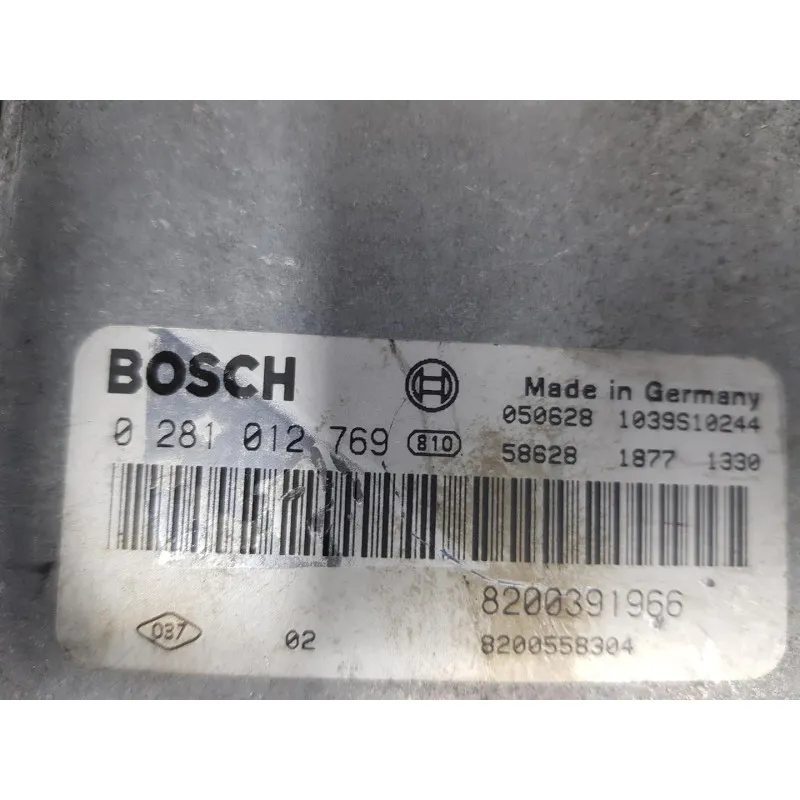 BOSCH
Made in Germany
0 281 012 769 810
050628 1039S10244
58628 1877 1330
8200391966
037 02 8200558304